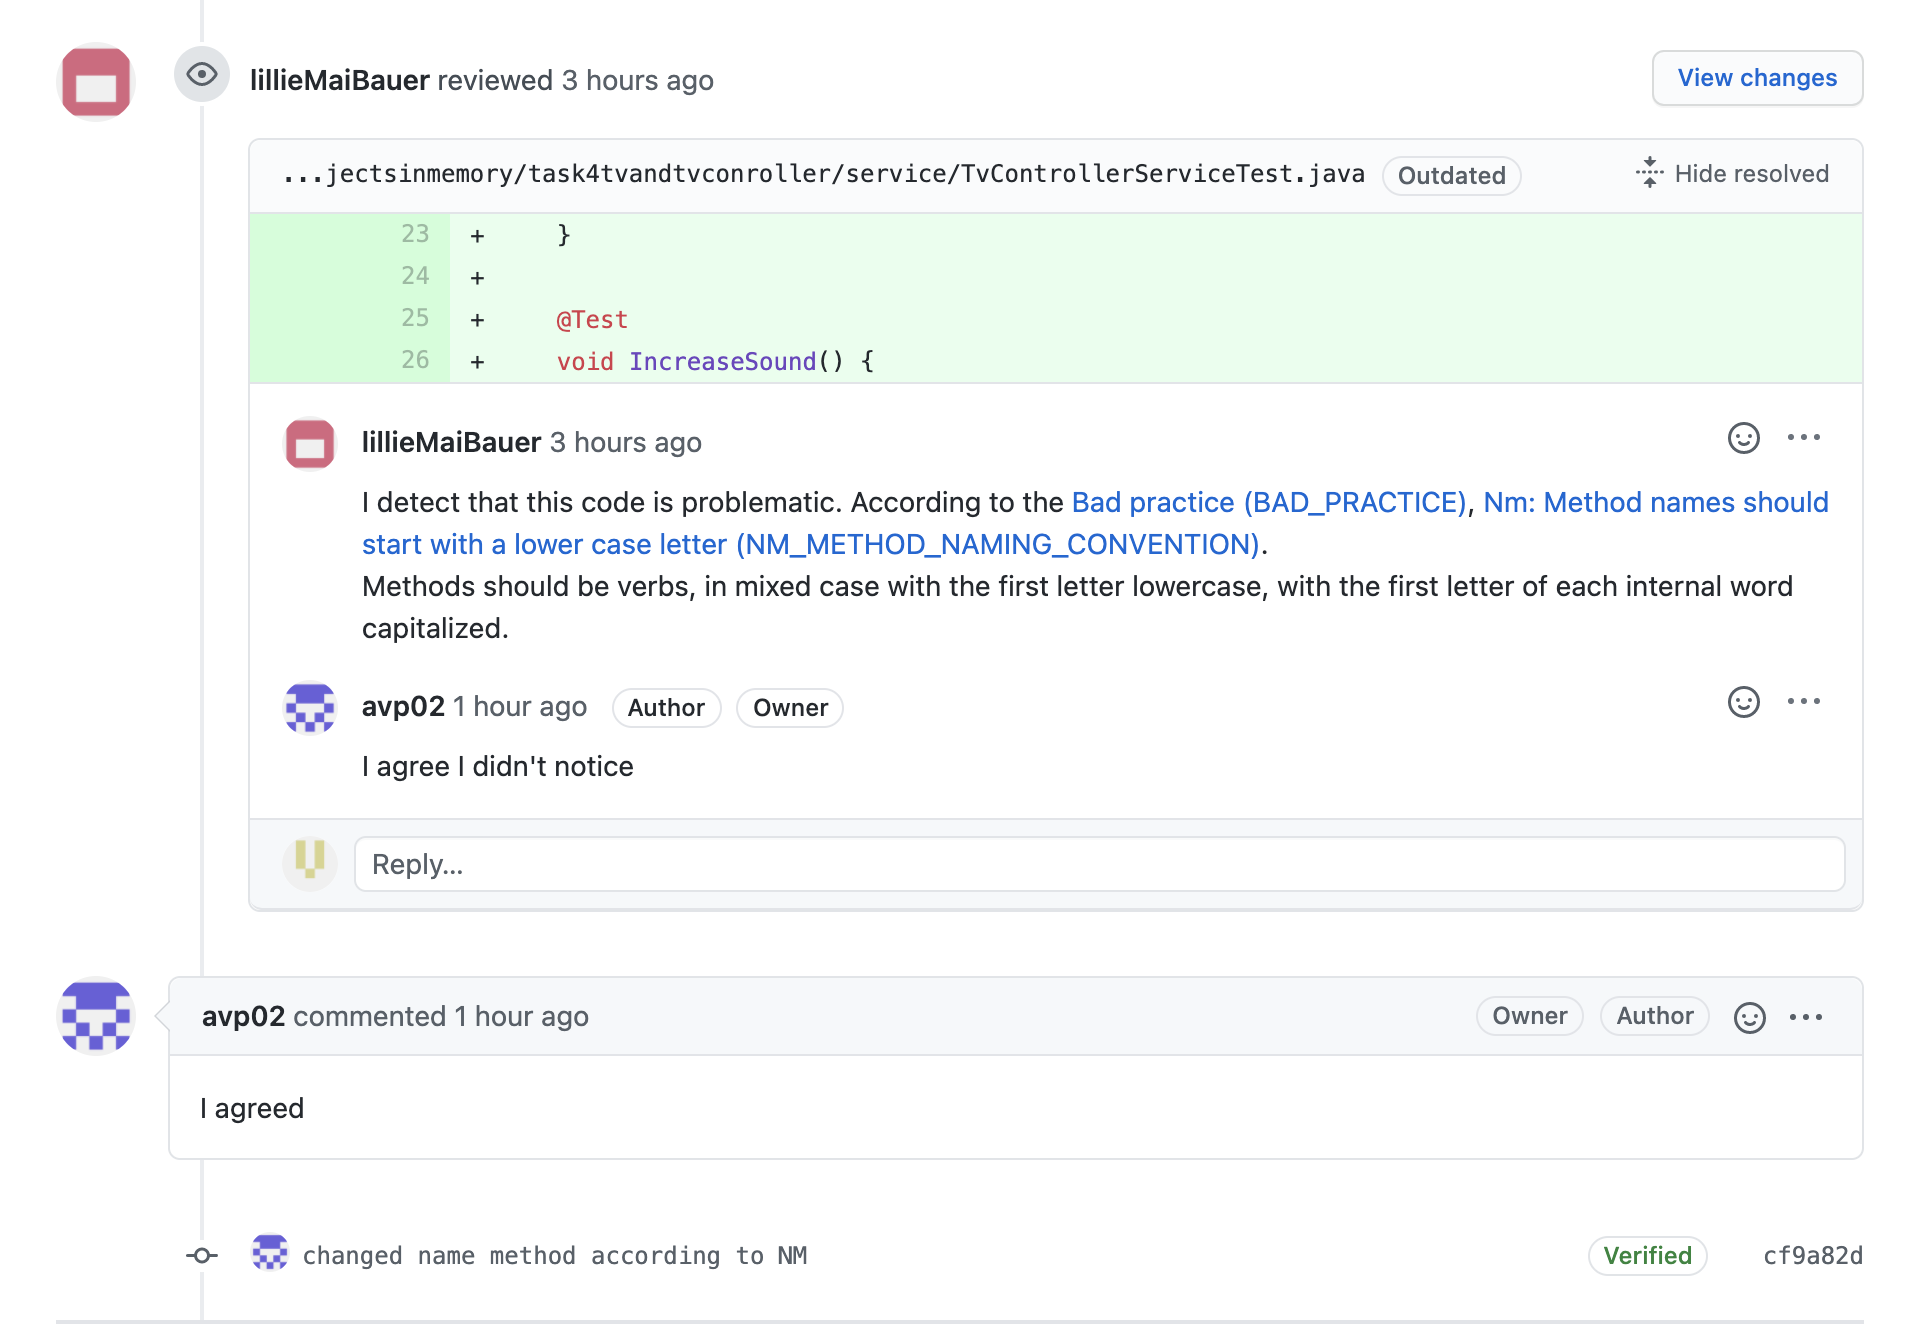 lillieMaiBauer reviewed 3 hours ago
View changes
...jectsinmemory/task4tvandtvconroller/service/TvControllerServiceTest.java Outdated Hide resolved
23 + }
24 +
25 + @Test
26 + void IncreaseSound() {
lillieMaiBauer 3 hours ago
I detect that this code is problematic. According to the Bad practice (BAD_PRACTICE), Nm: Method names should
start with a lower case letter (NM_METHOD_NAMING_CONVENTION).
Methods should be verbs, in mixed case with the first letter lowercase, with the first letter of each internal word
capitalized.
avp02 1 hour ago Author Owner
I agree I didn't notice
Reply...
avp02 commented 1 hour ago Owner Author
I agreed
changed name method according to NM Verified cf9a82d